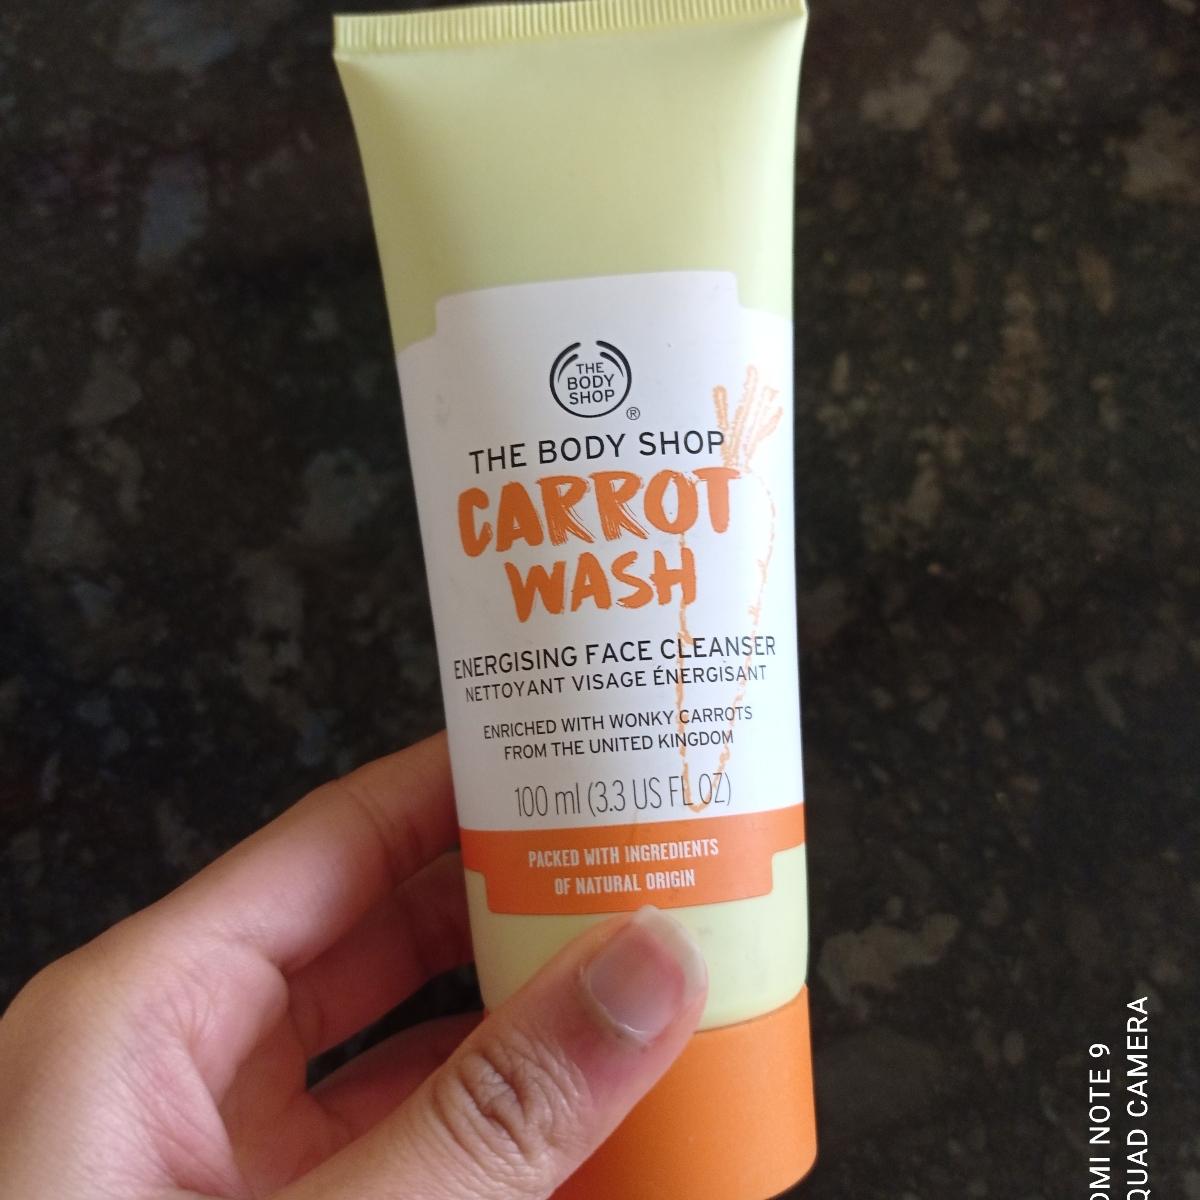 THE
BODY
SHOP
®
THE BODY SHOP
CARROT
WASH
ENERGISING FACE CLEANSER
NETTOYANT VISAGE ÉNERGISANT
ENRICHED WITH WONKY CARROTS
FROM THE UNITED KINGDOM
100 ml (3.3 US FL OZ)
PACKED WITH INGREDIENTS
OF NATURAL ORIGIN
NOTE 9
QUAD CAMERA